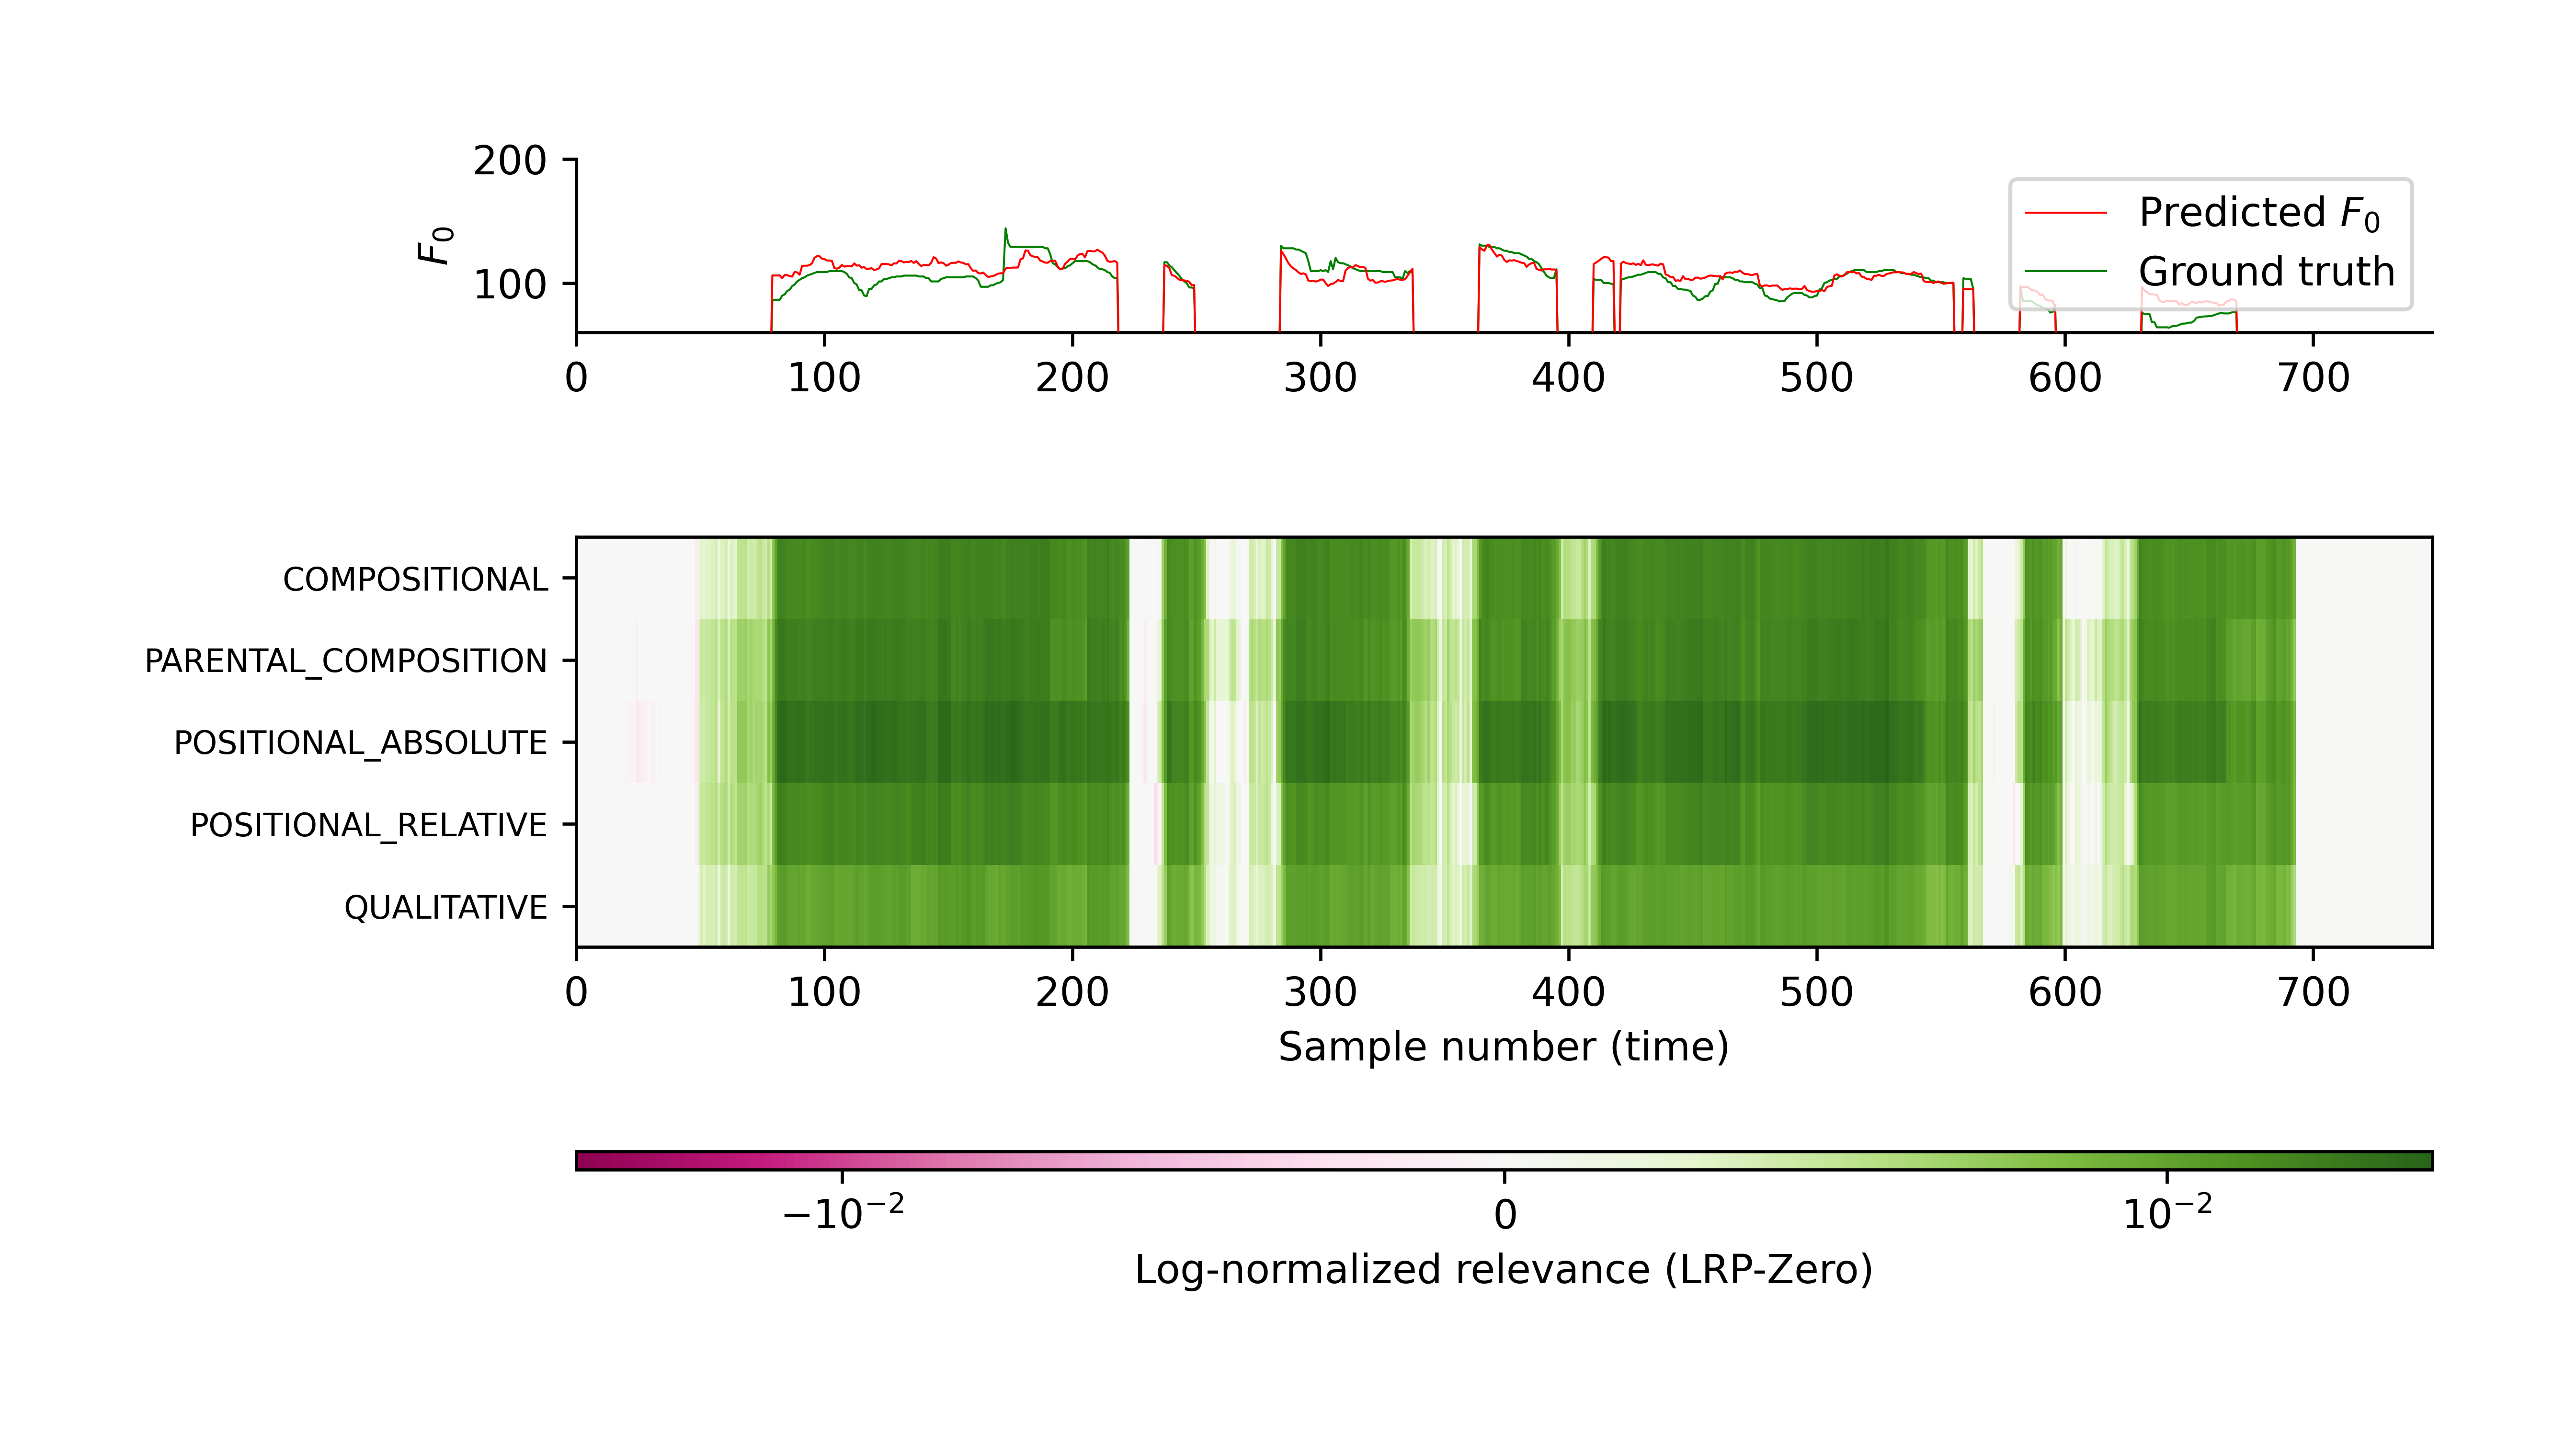 200
100
F₀
Predicted F₀
Ground truth
0 100 200 300 400 500 600 700
COMPOSITIONAL
PARENTAL_COMPOSITION
POSITIONAL_ABSOLUTE
POSITIONAL_RELATIVE
QUALITATIVE
0 100 200 300 400 500 600 700
Sample number (time)
−10⁻² 0 10⁻²
Log-normalized relevance (LRP-Zero)